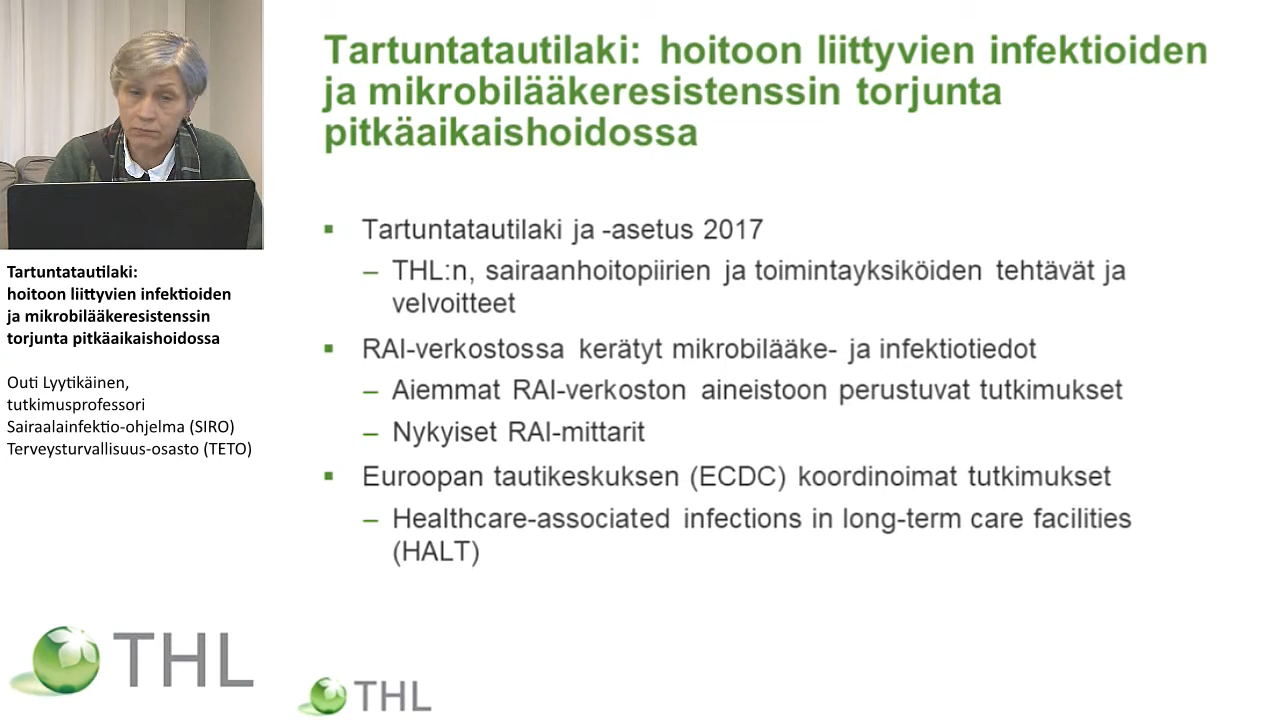 Tartuntatautilaki: hoitoon liittyvien infektioiden
ja mikrobilääkeresistenssin torjunta
pitkäaikaishoidossa
▪ Tartuntatautilaki ja -asetus 2017
– THL:n, sairaanhoitopiirien ja toimintayksiköiden tehtävät ja
velvoitteet
▪ RAI-verkostossa kerätyt mikrobilääke- ja infektiotiedot
– Aiemmat RAI-verkoston aineistoon perustuvat tutkimukset
– Nykyiset RAI-mittarit
▪ Euroopan tautikeskuksen (ECDC) koordinoimat tutkimukset
– Healthcare-associated infections in long-term care facilities
(HALT)
Tartuntatautilaki:
hoitoon liittyvien infektioiden
ja mikrobilääkeresistenssin
torjunta pitkäaikaishoidossa
Outi Lyytikäinen,
tutkimusprofessori
Sairaalainfektio-ohjelma (SIRO)
Terveysturvallisuus-osasto (TETO)
THL
THL